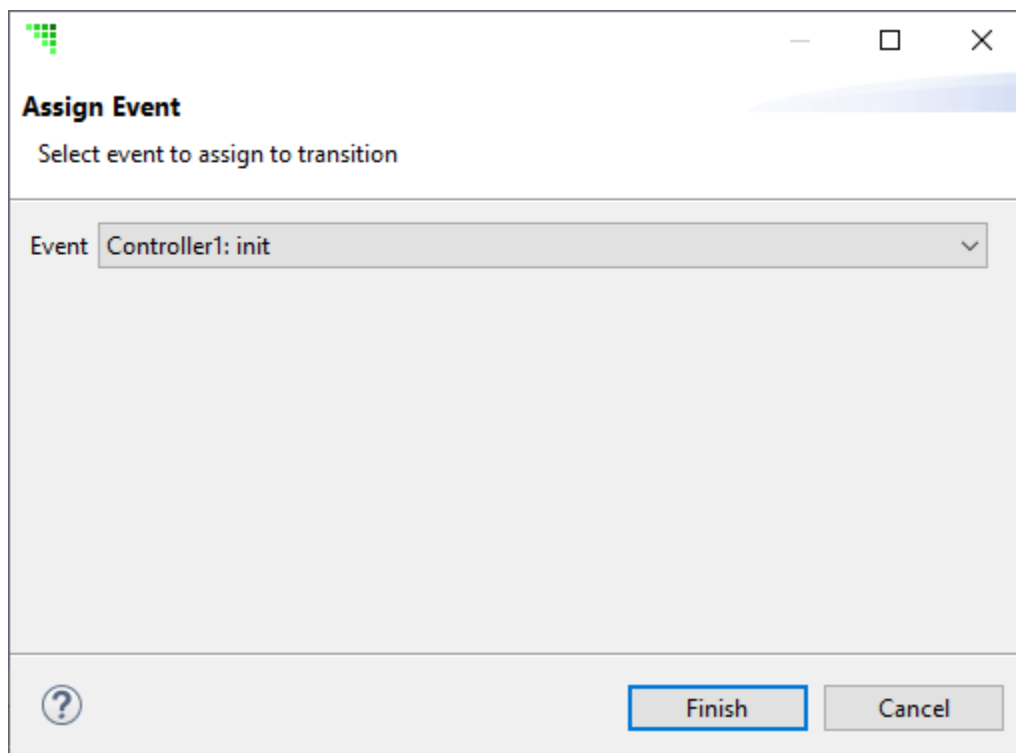 Assign Event
Select event to assign to transition
Event Controller1: init
?
Finish Cancel